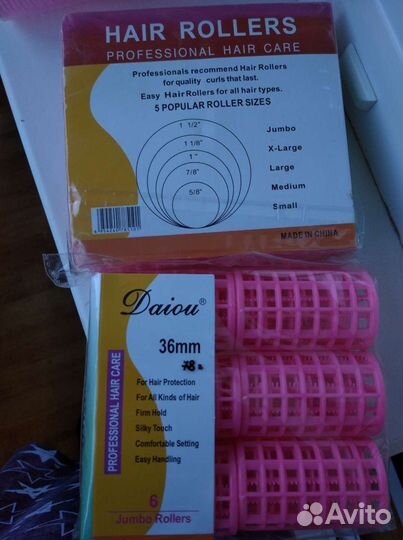 HAIR ROLLERS
PROFESSIONAL HAIR CARE
Professionals recommend Hair Rollers
for quality curls that last.
Easy HairRollers for all hair types.
5 POPULAR ROLLER SIZES
1 1/2" Jumbo
1 1/8" X-Large
1" Large
7/8" Medium
5/8" Small
MADE IN CHINA
Daiou®
36mm
PROFESSIONAL HAIR CARE
For Hair Protection
For All Kinds of Hair
Firm Hold
Silky Touch
Comfortable Setting
Easy Handling
6
Jumbo Rollers
Avito